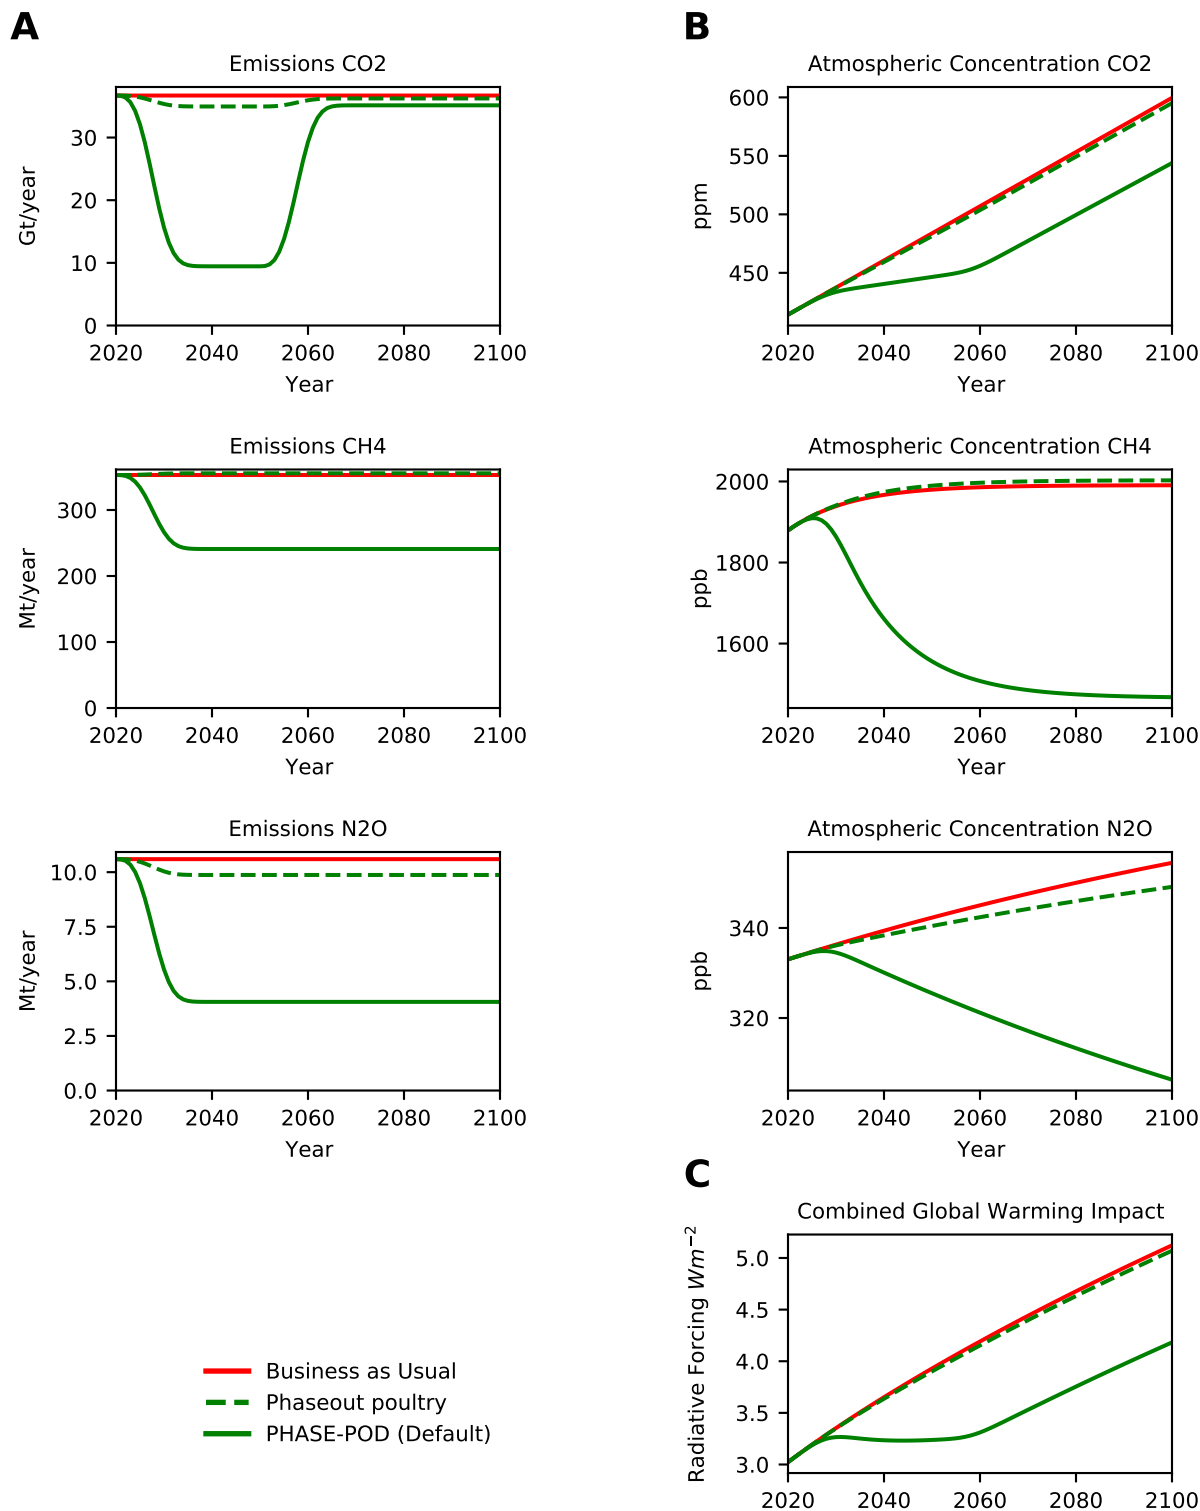 A
Emissions CO2
Gt/year
30
20
10
0
2020 2040 2060 2080 2100
Year
Emissions CH4
Mt/year
300
200
100
0
2020 2040 2060 2080 2100
Year
Emissions N2O
Mt/year
10.0
7.5
5.0
2.5
0.0
2020 2040 2060 2080 2100
Year
Business as Usual
Phaseout poultry
PHASE-POD (Default)
B
Atmospheric Concentration CO2
ppm
600
550
500
450
2020 2040 2060 2080 2100
Year
Atmospheric Concentration CH4
ppb
2000
1800
1600
2020 2040 2060 2080 2100
Year
Atmospheric Concentration N2O
ppb
340
320
2020 2040 2060 2080 2100
Year
C
Combined Global Warming Impact
Radiative Forcing Wm⁻²
5.0
4.5
4.0
3.5
3.0
2020 2040 2060 2080 2100